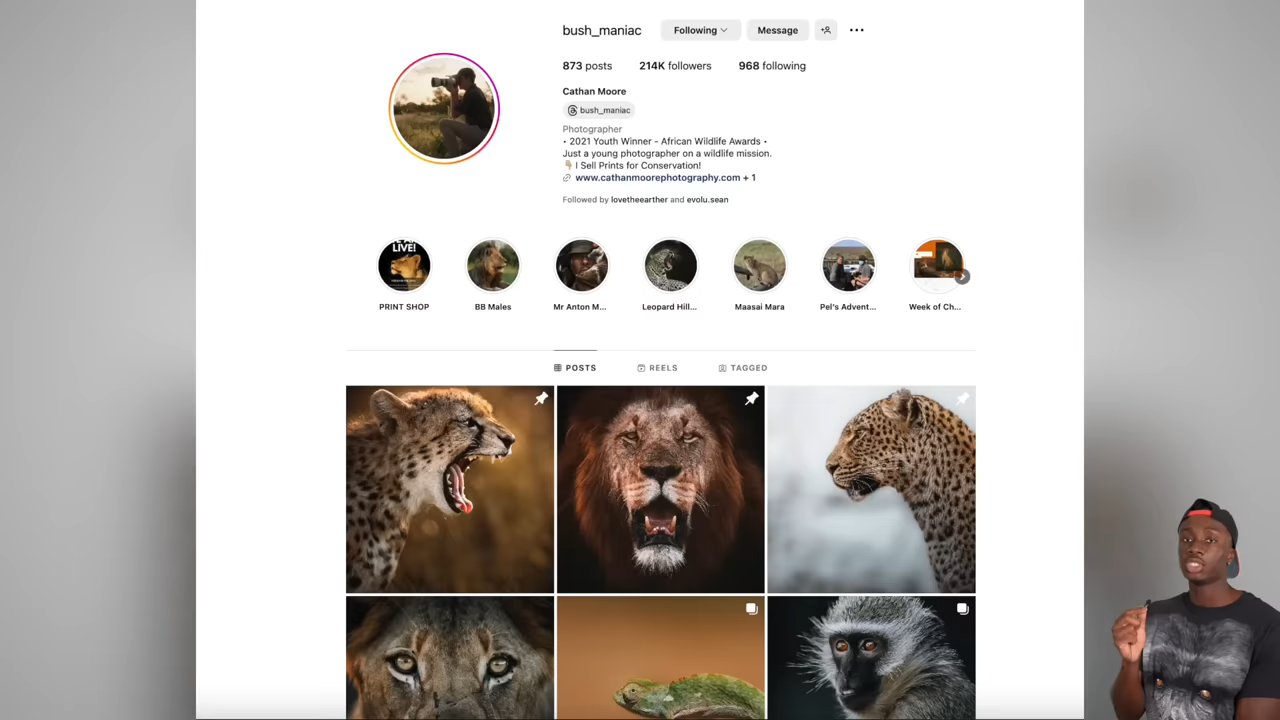 bush_maniac Following Message
873 posts 214K followers 968 following
Cathan Moore
bush_maniac
Photographer
• 2021 Youth Winner - African Wildlife Awards •
Just a young photographer on a wildlife mission.
I Sell Prints for Conservation!
www.cathanmoorephotography.com + 1
Followed by lovetheearther and evolu.sean
LIVE!
PRINT SHOP BB Males Mr Anton M... Leopard Hill... Maasai Mara Pel's Advent... Week of Ch...
POSTS REELS TAGGED